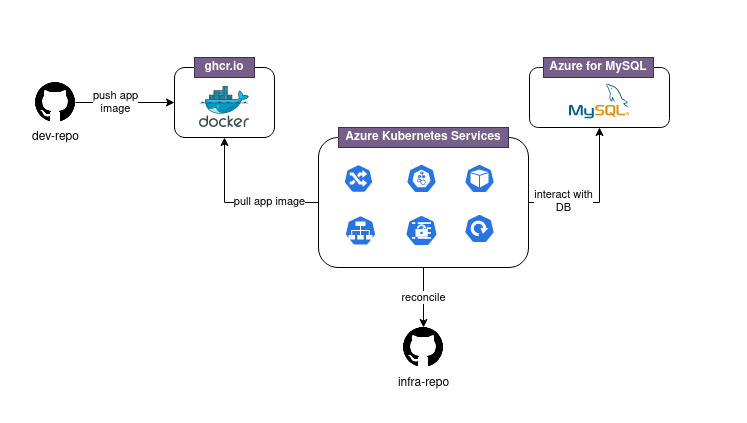 ghcr.io
Azure for MySQL
docker
MySQL
push app
image
dev-repo
Azure Kubernetes Services
pull app image
interact with
DB
reconcile
infra-repo